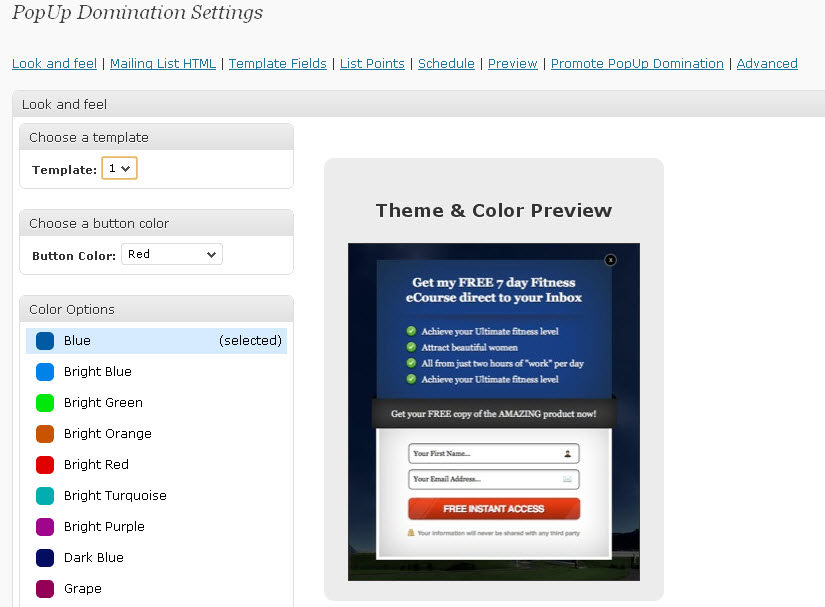 PopUp Domination Settings
Look and feel | Mailing List HTML | Template Fields | List Points | Schedule | Preview | Promote PopUp Domination | Advanced
Look and feel
Choose a template
Template: 1
Choose a button color
Button Color: Red
Color Options
Blue (selected)
Bright Blue
Bright Green
Bright Orange
Bright Red
Bright Turquoise
Bright Purple
Dark Blue
Grape
Theme & Color Preview
x
Get my FREE 7 day Fitness
eCourse direct to your Inbox
Achieve your Ultimate fitness level
Attract beautiful women
All from just two hours of "work" per day
Achieve your Ultimate fitness level
Get your FREE copy of the AMAZING product now!
Your First Name...
Your Email Address...
FREE INSTANT ACCESS
Your Information will never be shared with any third party